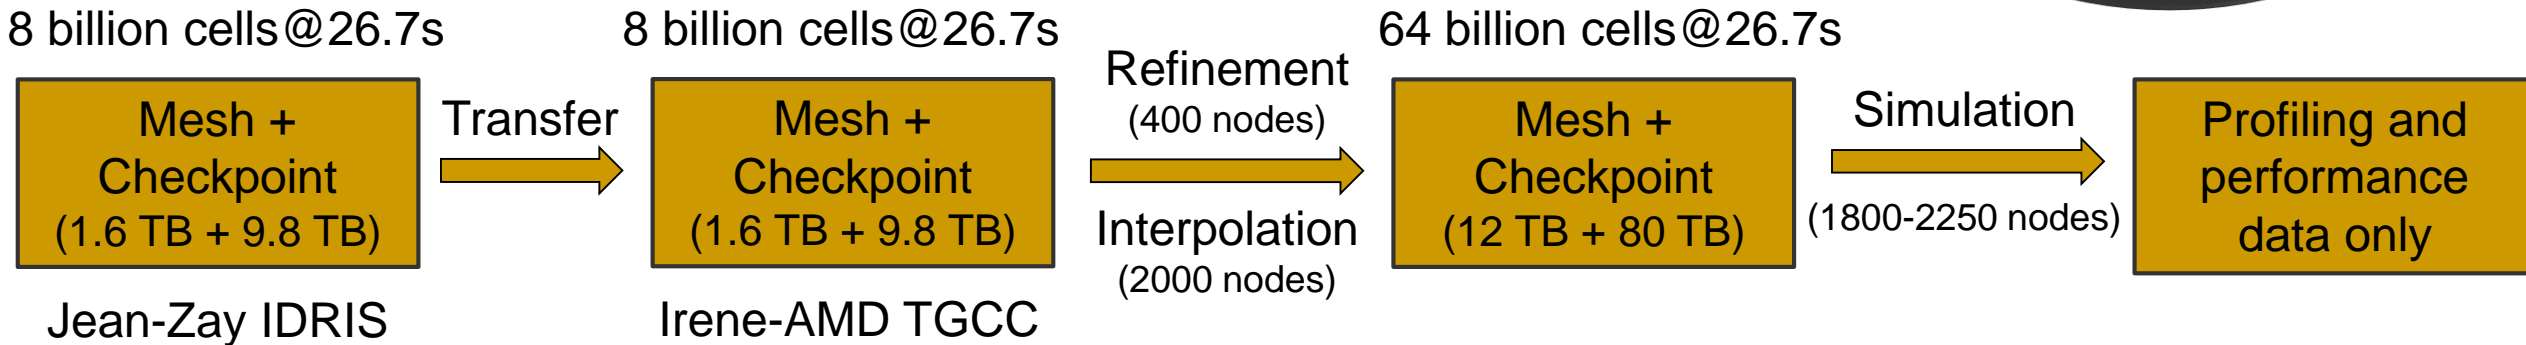 8 billion cells@26.7s
Mesh +
Checkpoint
(1.6 TB + 9.8 TB)
Jean-Zay IDRIS
Transfer
8 billion cells@26.7s
Mesh +
Checkpoint
(1.6 TB + 9.8 TB)
Irene-AMD TGCC
Refinement
(400 nodes)
Interpolation
(2000 nodes)
64 billion cells@26.7s
Mesh +
Checkpoint
(12 TB + 80 TB)
Simulation
(1800-2250 nodes)
Profiling and
performance
data only